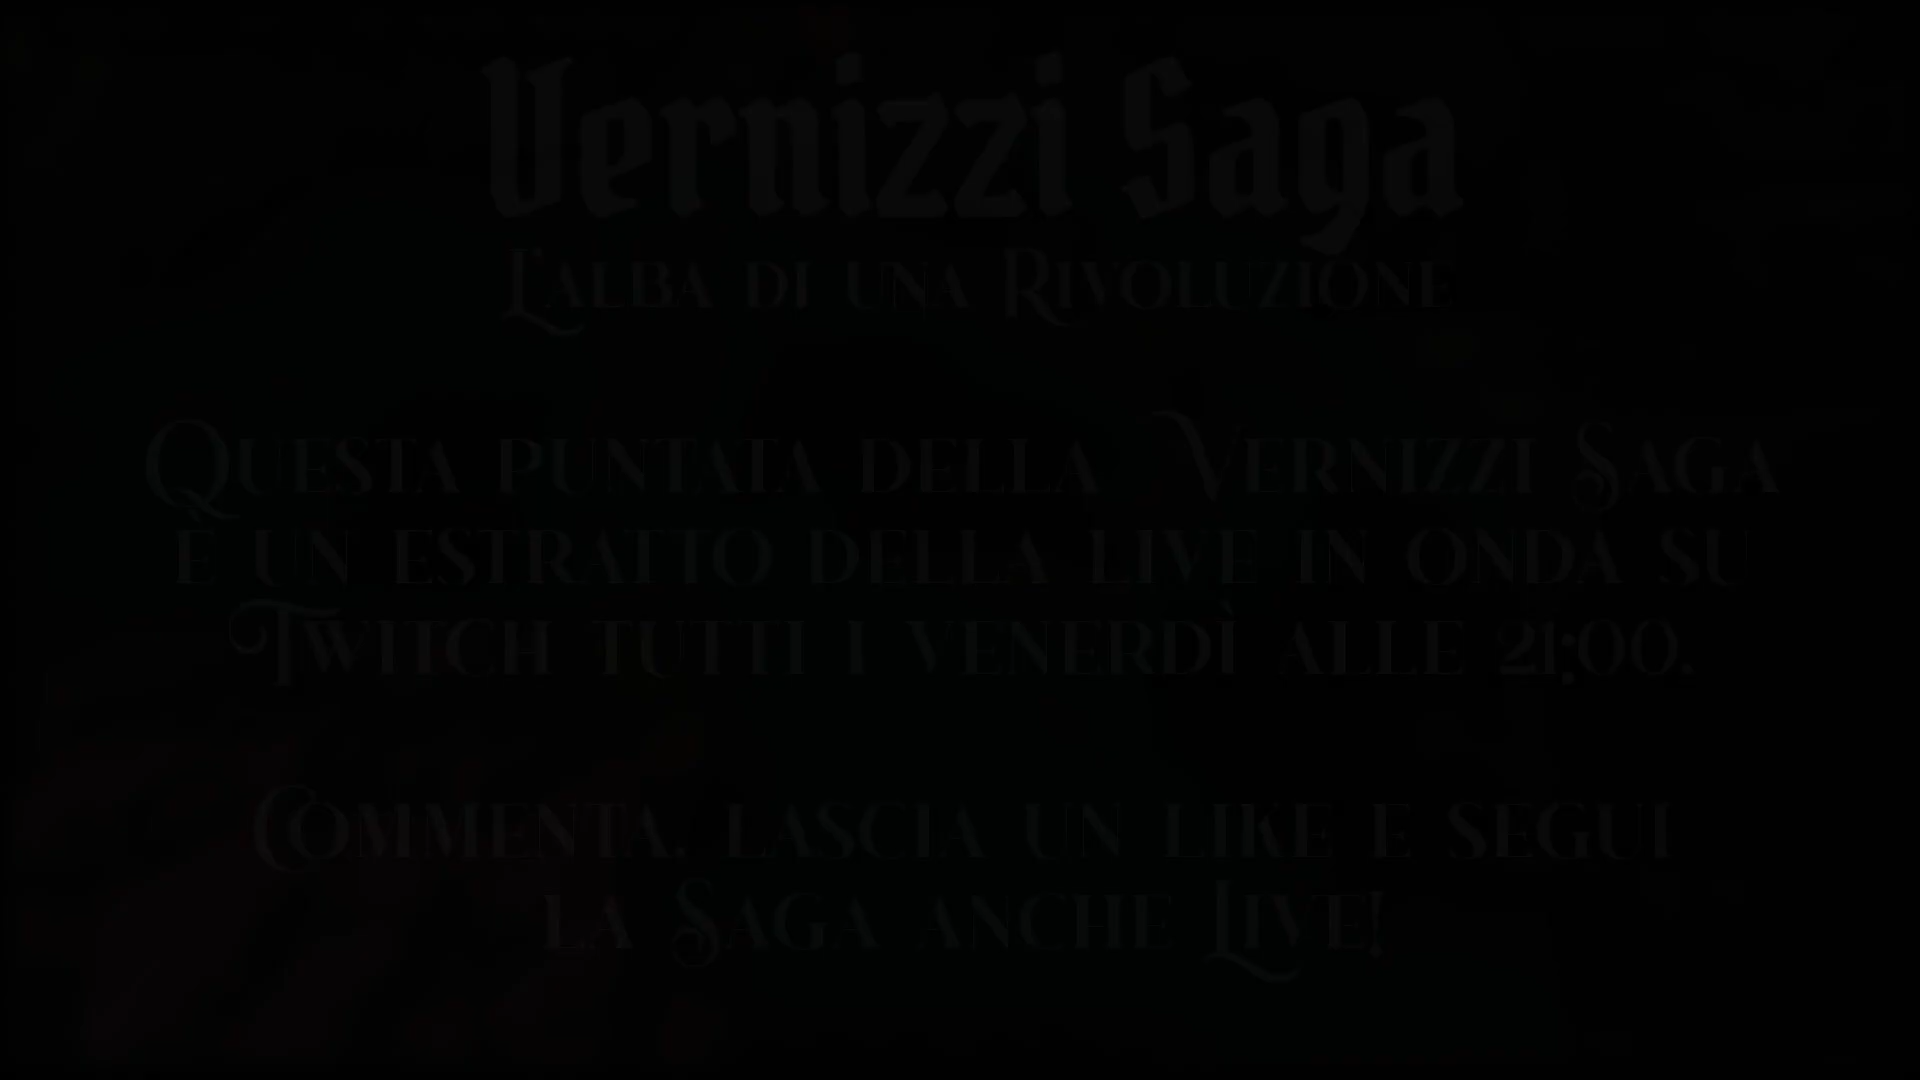 Vernizzi Saga
L'alba di una Rivoluzione
Questa puntata della Vernizzi Saga
è un estratto della live in onda su
Twitch tutti i venerdì alle 21:00.
Commenta, lascia un like e segui
la Saga anche Live!